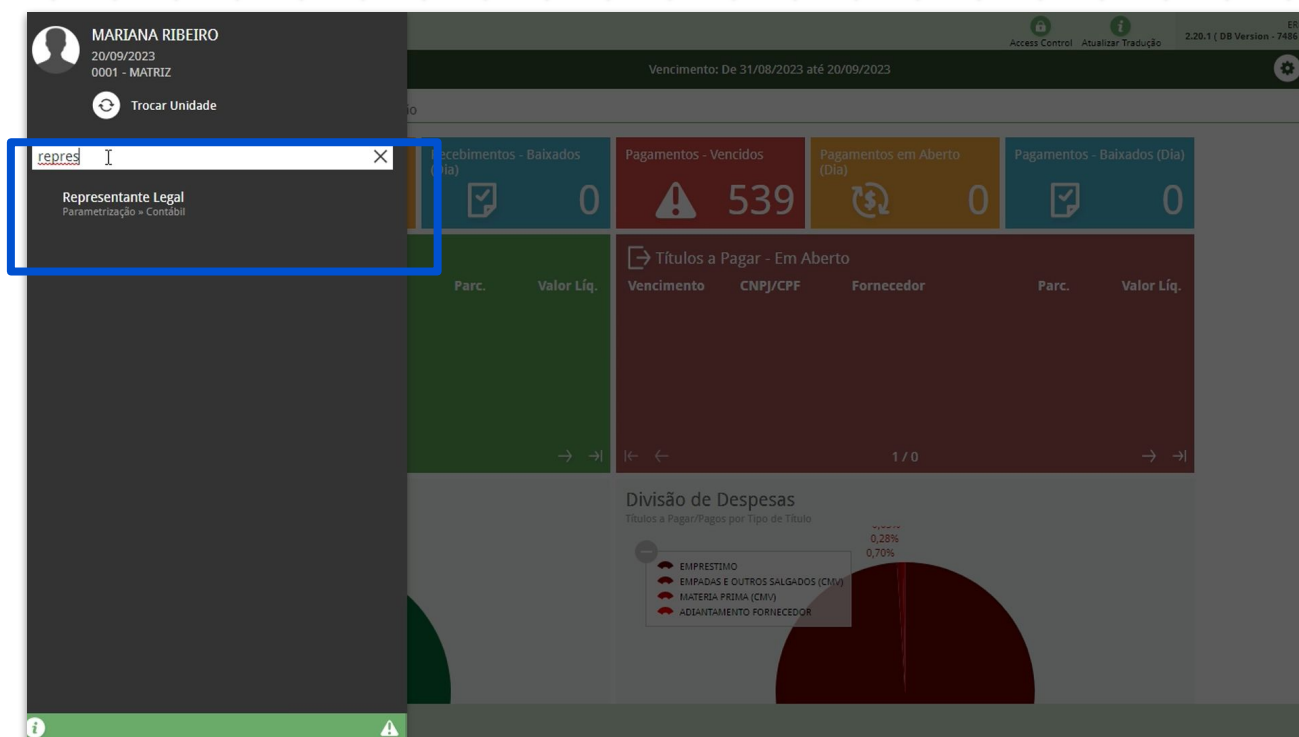 MARIANA RIBEIRO
20/09/2023
0001 - MATRIZ
Trocar Unidade
repres
Representante Legal
Parametrização » Contábil
Access Control
Atualizar Tradução
ER
2.20.1 ( DB Version - 7486
Vencimento: De 31/08/2023 até 20/09/2023
Recebimentos - Baixados
(Dia)
0
Pagamentos - Vencidos
539
Pagamentos em Aberto
(Dia)
0
Pagamentos - Baixados (Dia)
0
Parc. Valor Líq.
Títulos a Pagar - Em Aberto
Vencimento CNPJ/CPF Fornecedor Parc. Valor Líq.
1 / 0
Divisão de Despesas
Títulos a Pagar/Pagos por Tipo de Título
0,28%
0,70%
EMPRESTIMO
EMPADAS E OUTROS SALGADOS (CMV)
MATERIA PRIMA (CMV)
ADIANTAMENTO FORNECEDOR